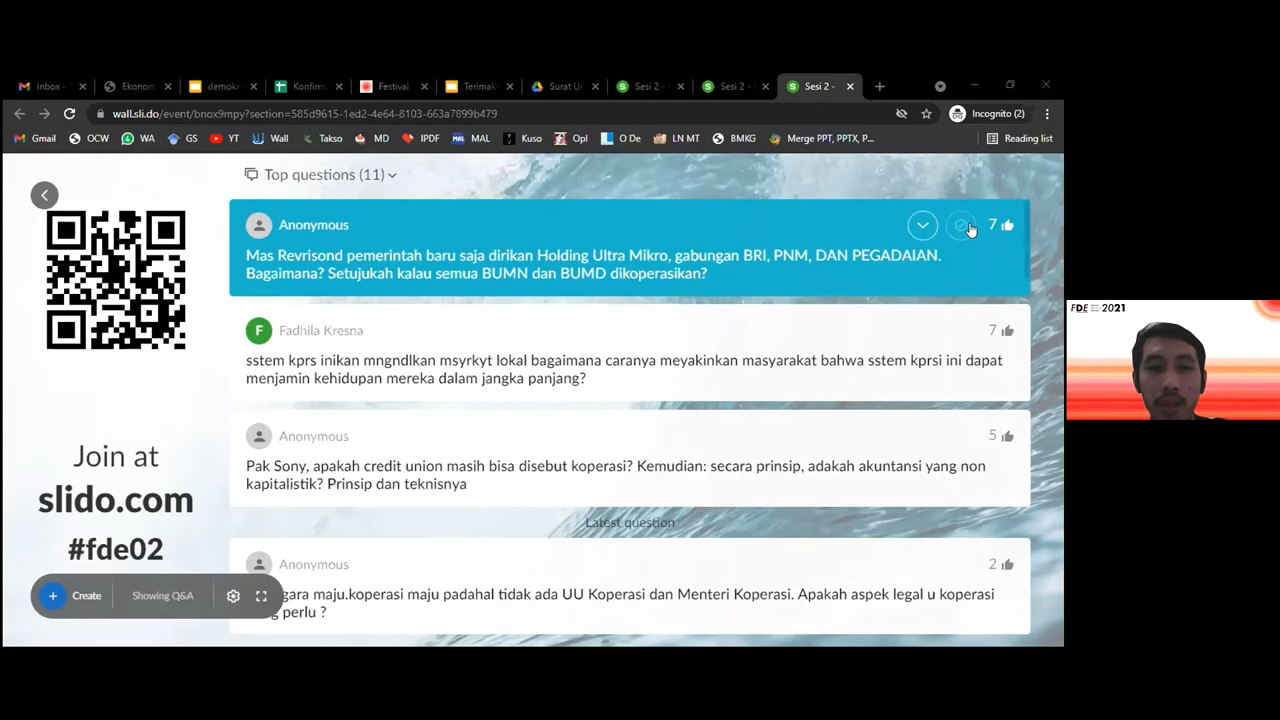 Inbox -
Ekonom
demokr
Konfirm
Festival
Terimak
Surat Un
Sesi 2 -
Sesi 2 -
Sesi 2 -
wall.sli.do/event/bnox9mpy?section=585d9615-1ed2-4e64-8103-663a7899b479
Incognito (2)
Gmail
OCW
WA
GS
YT
Wall
Takso
MD
IPDF
MAL
Kuso
Opl
O De
LN MT
BMKG
Merge PPT, PPTX, P...
Reading list
Top questions (11)
Anonymous
7
Mas Revrisond pemerintah baru saja dirikan Holding Ultra Mikro, gabungan BRI, PNM, DAN PEGADAIAN.
Bagaimana? Setujukah kalau semua BUMN dan BUMD dikoperasikan?
F
Fadhila Kresna
7
sstem kprs inikan mngndlkan msyrkyt lokal bagaimana caranya meyakinkan masyarakat bahwa sstem kprsi ini dapat
menjamin kehidupan mereka dalam jangka panjang?
Anonymous
5
Pak Sony, apakah credit union masih bisa disebut koperasi? Kemudian: secara prinsip, adakah akuntansi yang non
kapitalistik? Prinsip dan teknisnya
Latest question
Anonymous
2
gara maju.koperasi maju padahal tidak ada UU Koperasi dan Menteri Koperasi. Apakah aspek legal u koperasi
perlu ?
Join at
slido.com
#fde02
Create
Showing Q&A
FDE
2021